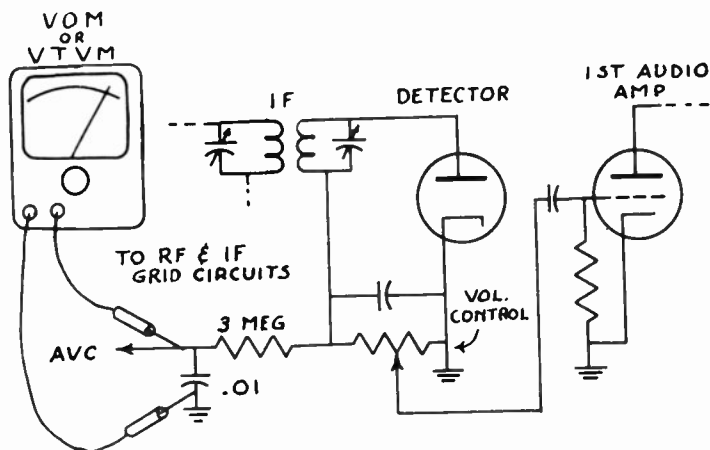 VOM
OR
VTVM
IF
DETECTOR
1ST AUDIO
AMP
TO RF & IF
GRID CIRCUITS
3 MEG
VOL.
CONTROL
AVC
.01